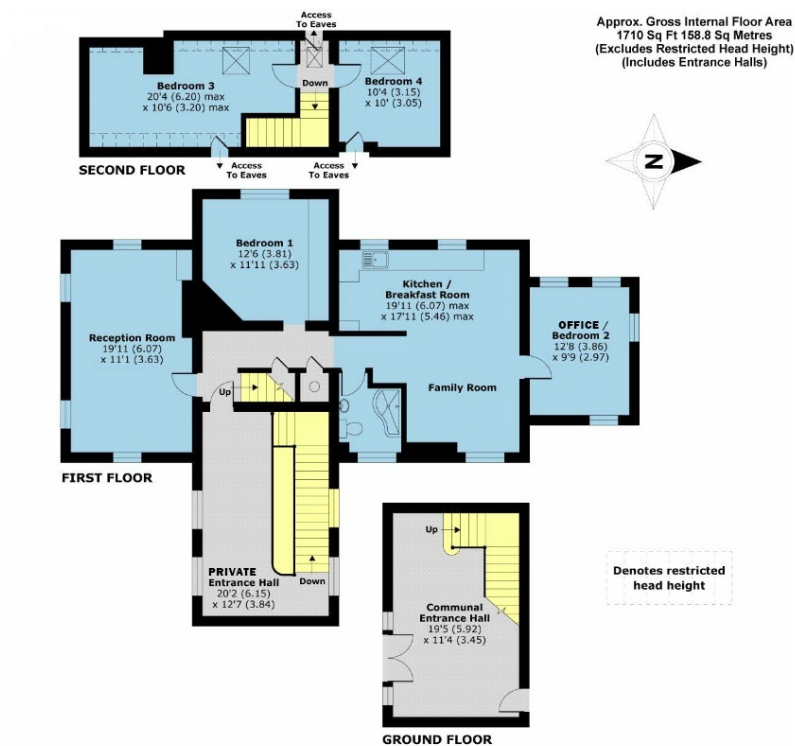 Approx. Gross Internal Floor Area
1710 Sq Ft 158.8 Sq Metres
(Excludes Restricted Head Height)
(Includes Entrance Halls)
N
Access
To Eaves
Bedroom 3
20'4 (6.20) max
x 10'6 (3.20) max
Down
Bedroom 4
10'4 (3.15)
x 10' (3.05)
SECOND FLOOR
Access
To Eaves
Access
To Eaves
Bedroom 1
12'6 (3.81)
x 11'11 (3.63)
Kitchen /
Breakfast Room
19'11 (6.07) max
x 17'11 (5.46) max
Reception Room
19'11 (6.07)
x 11'1 (3.63)
OFFICE /
Bedroom 2
12'8 (3.86)
x 9'9 (2.97)
Family Room
Up
FIRST FLOOR
PRIVATE
Entrance Hall
20'2 (6.15)
x 12'7 (3.84)
Down
Up
Communal
Entrance Hall
19'5 (5.92)
x 11'4 (3.45)
GROUND FLOOR
Denotes restricted
head height